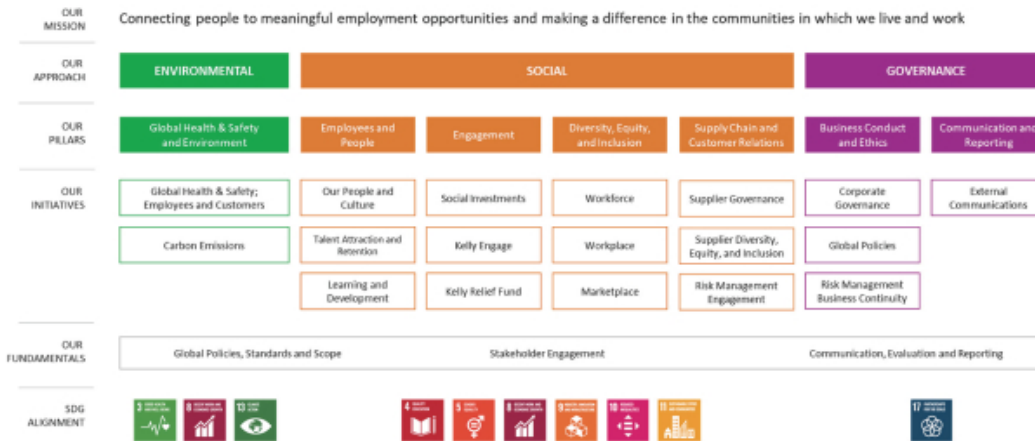 OUR
MISSION
Connecting people to meaningful employment opportunities and making a difference in the communities in which we live and work
OUR
APPROACH
ENVIRONMENTAL
SOCIAL
GOVERNANCE
OUR
PILLARS
Global Health & Safety
and Environment
Employees and
People
Engagement
Diversity, Equity,
and Inclusion
Supply Chain and
Customer Relations
Business Conduct
and Ethics
Communication and
Reporting
OUR
INITIATIVES
Global Health & Safety;
Employees and Customers
Our People and
Culture
Social Investments
Workforce
Supplier Governance
Corporate
Governance
External
Communications
Carbon Emissions
Talent Attraction and
Retention
Kelly Engage
Workplace
Supplier Diversity,
Equity, and Inclusion
Global Policies
Learning and
Development
Kelly Relief Fund
Marketplace
Risk Management
Engagement
Risk Management
Business Continuity
OUR
FUNDAMENTALS
Global Policies, Standards and Scope
Stakeholder Engagement
Communication, Evaluation and Reporting
SDG
ALIGNMENT
3
8
13
4
5
8
9
10
11
17